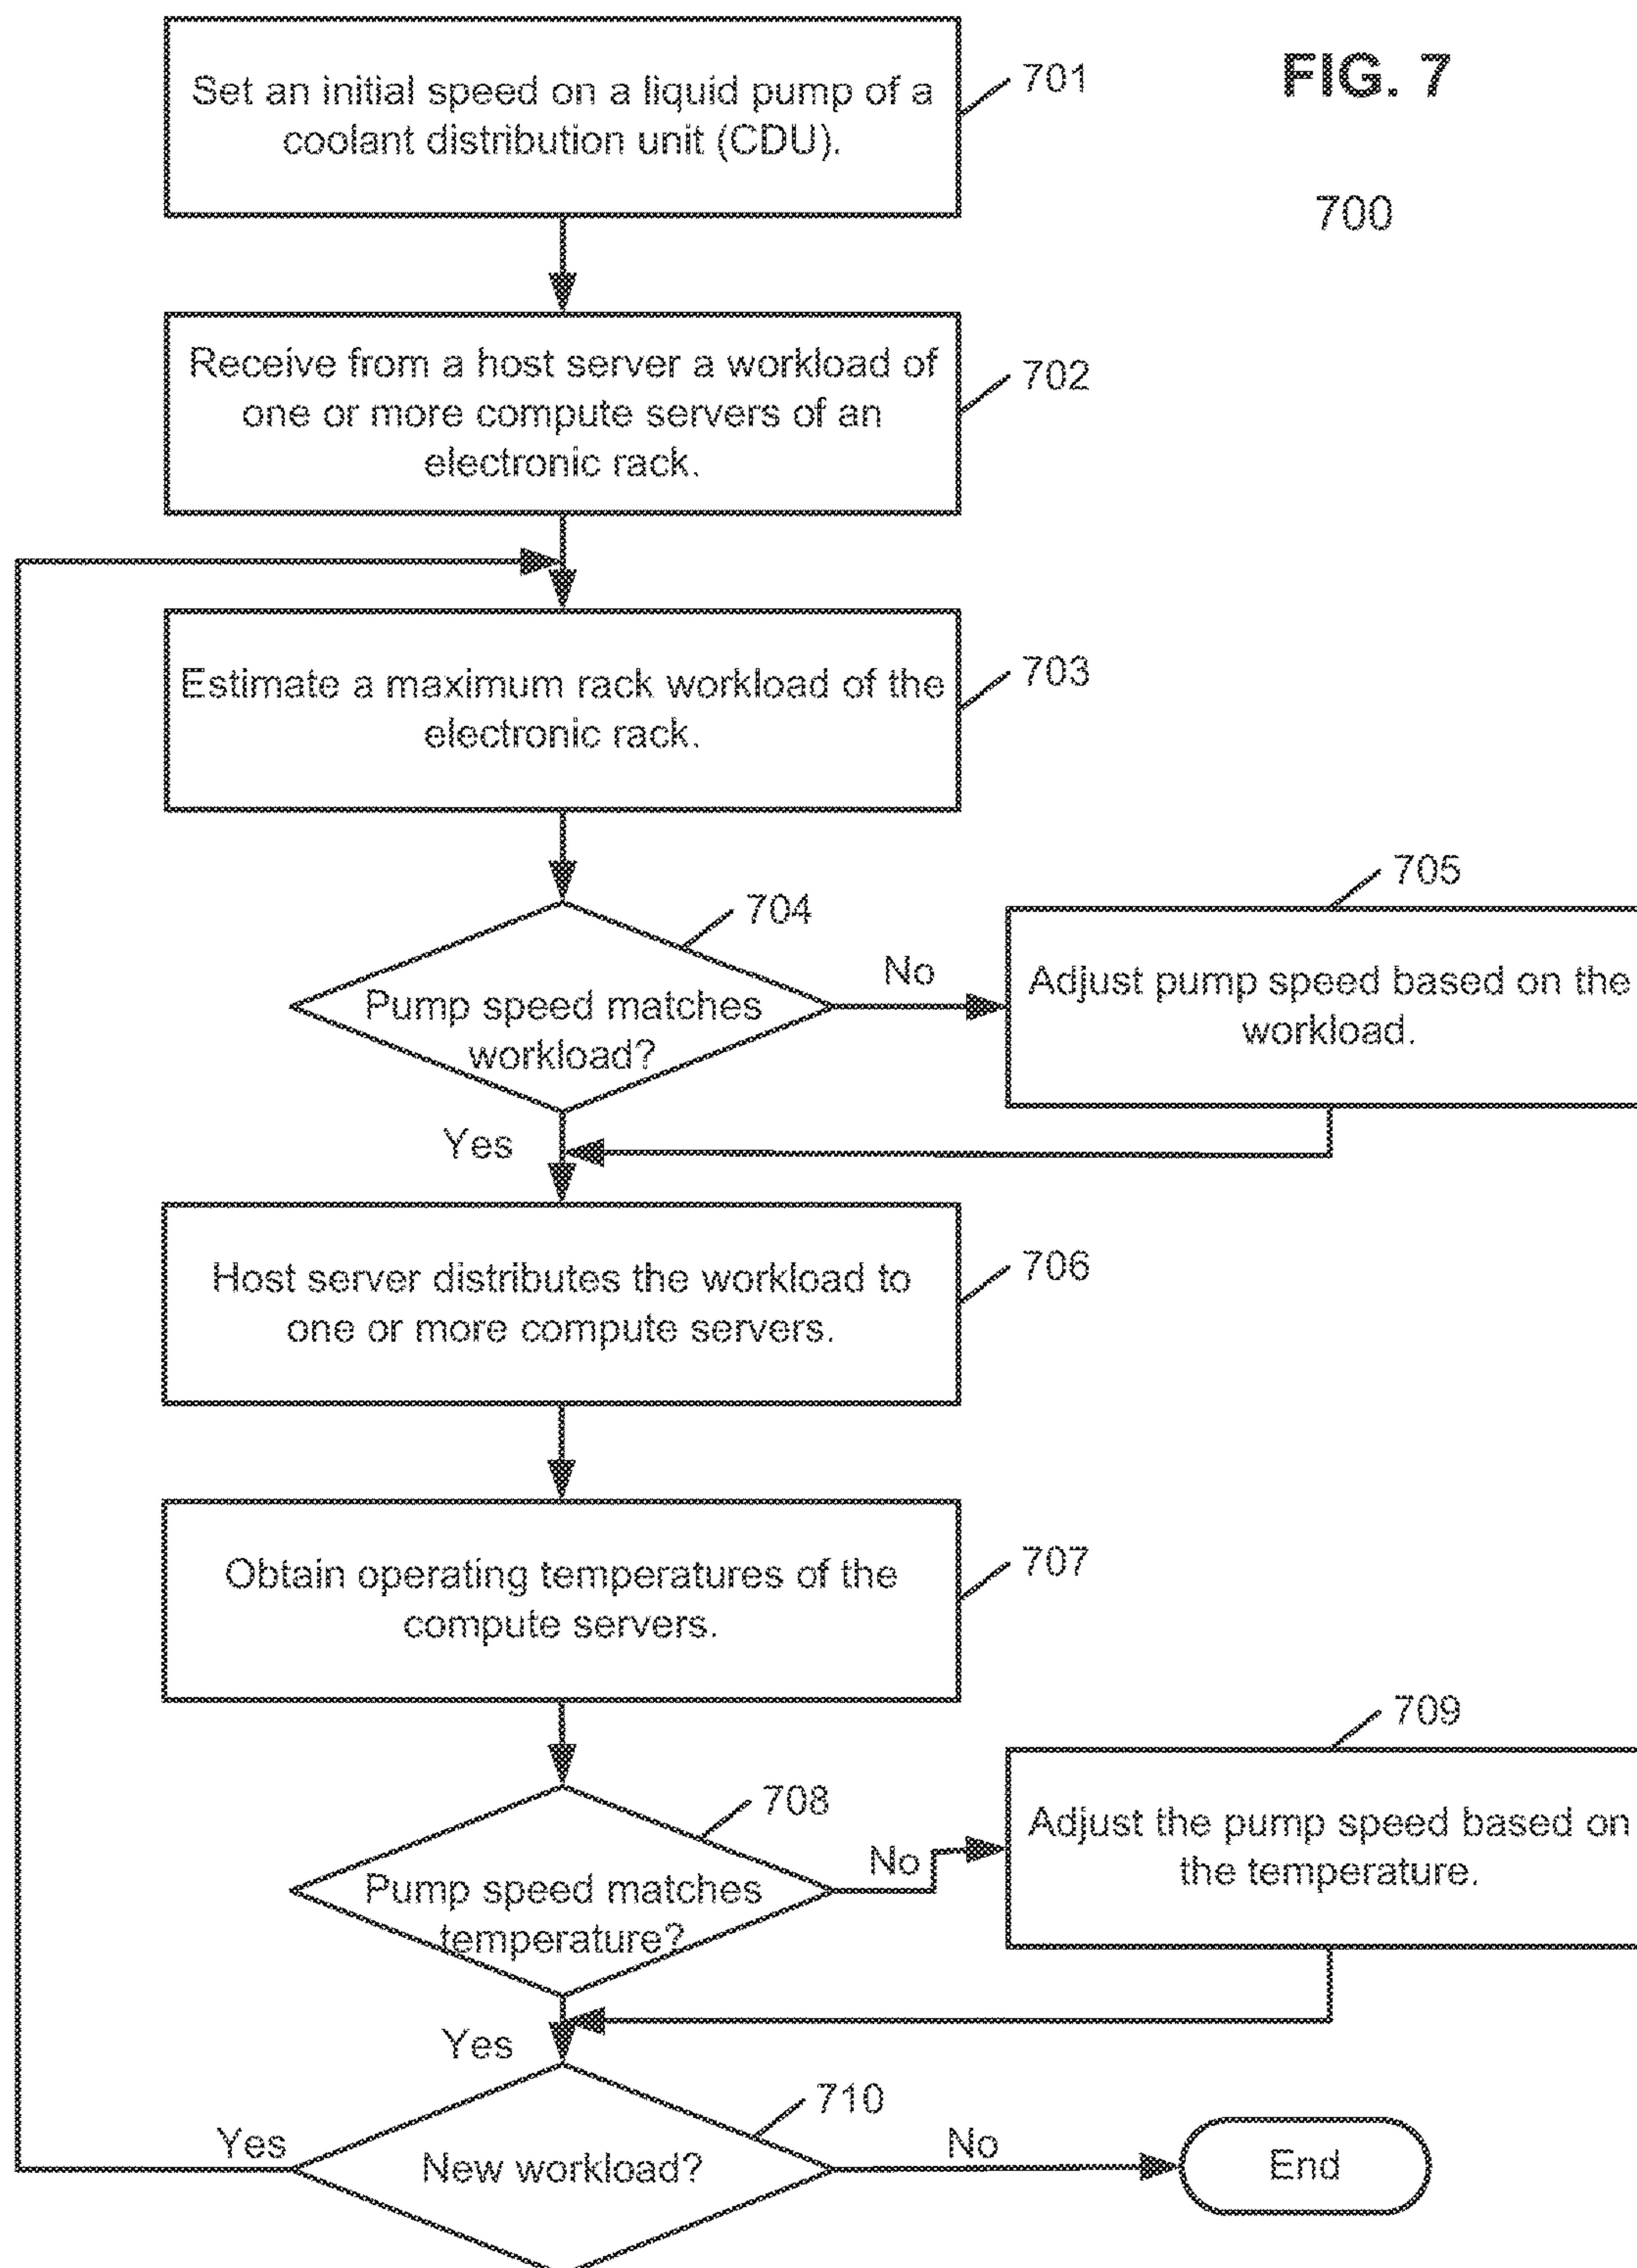 FIG. 7
700
Set an initial speed on a liquid pump of a
coolant distribution unit (CDU).
701
Receive from a host server a workload of
one or more compute servers of an
electronic rack.
702
Estimate a maximum rack workload of the
electronic rack.
703
704
Pump speed matches
workload?
No
705
Adjust pump speed based on the
workload.
Yes
Host server distributes the workload to
one or more compute servers.
706
Obtain operating temperatures of the
compute servers.
707
708
Pump speed matches
temperature?
No
709
Adjust the pump speed based on
the temperature.
Yes
710
New workload?
Yes
No
End